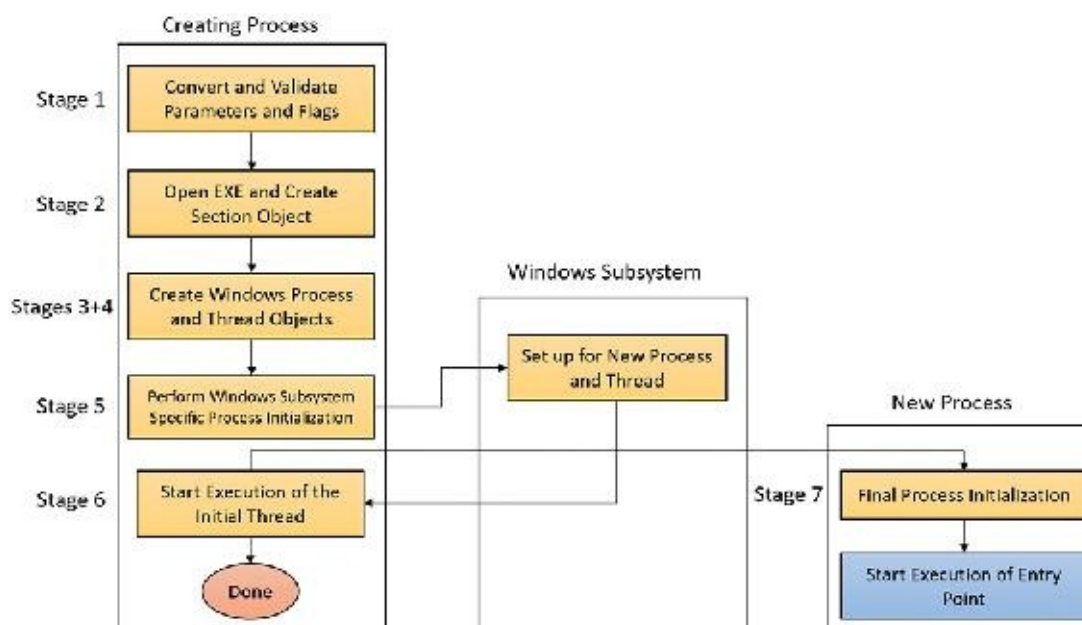 Creating Process
Stage 1
Convert and Validate
Parameters and Flags
Stage 2
Open EXE and Create
Section Object
Stages 3+4
Create Windows Process
and Thread Objects
Stage 5
Perform Windows Subsystem
Specific Process Initialization
Stage 6
Start Execution of the
Initial Thread
Done
Windows Subsystem
Set up for New Process
and Thread
New Process
Stage 7
Final Process Initialization
Start Execution of Entry
Point